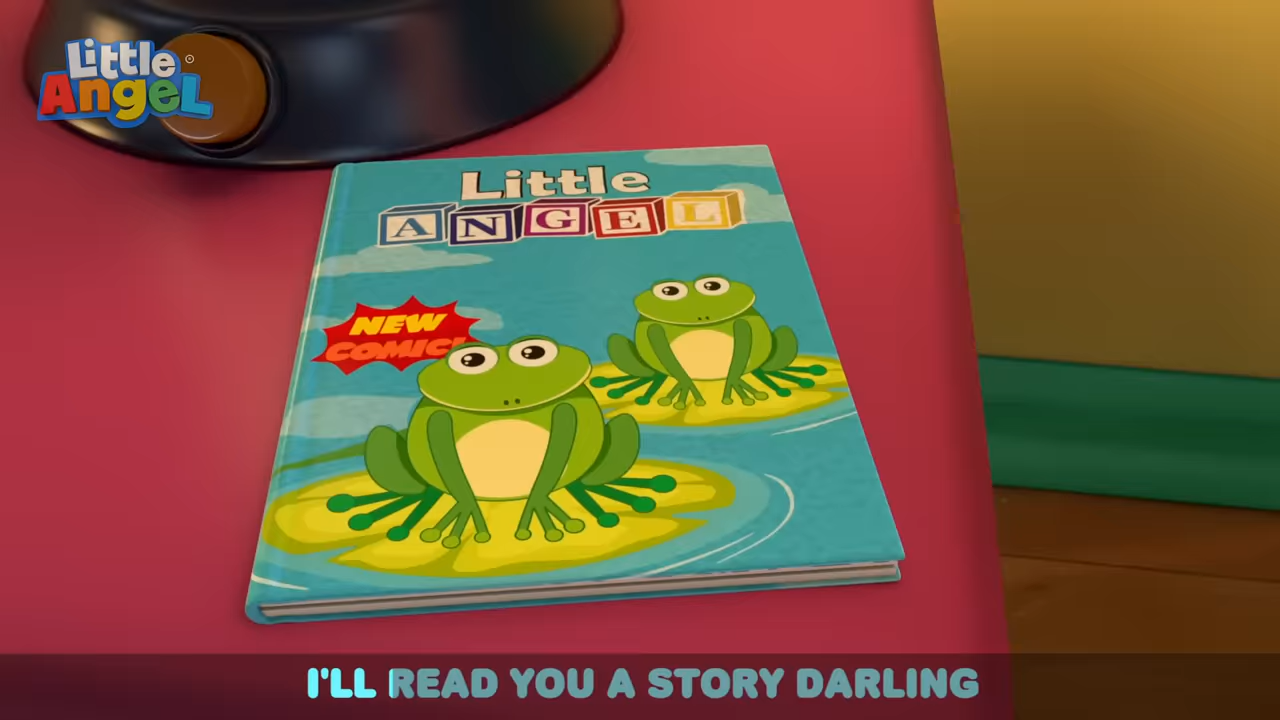 Little
ANGEL
Little
ANGEL
NEW
COMIC!
I'LL READ YOU A STORY DARLING